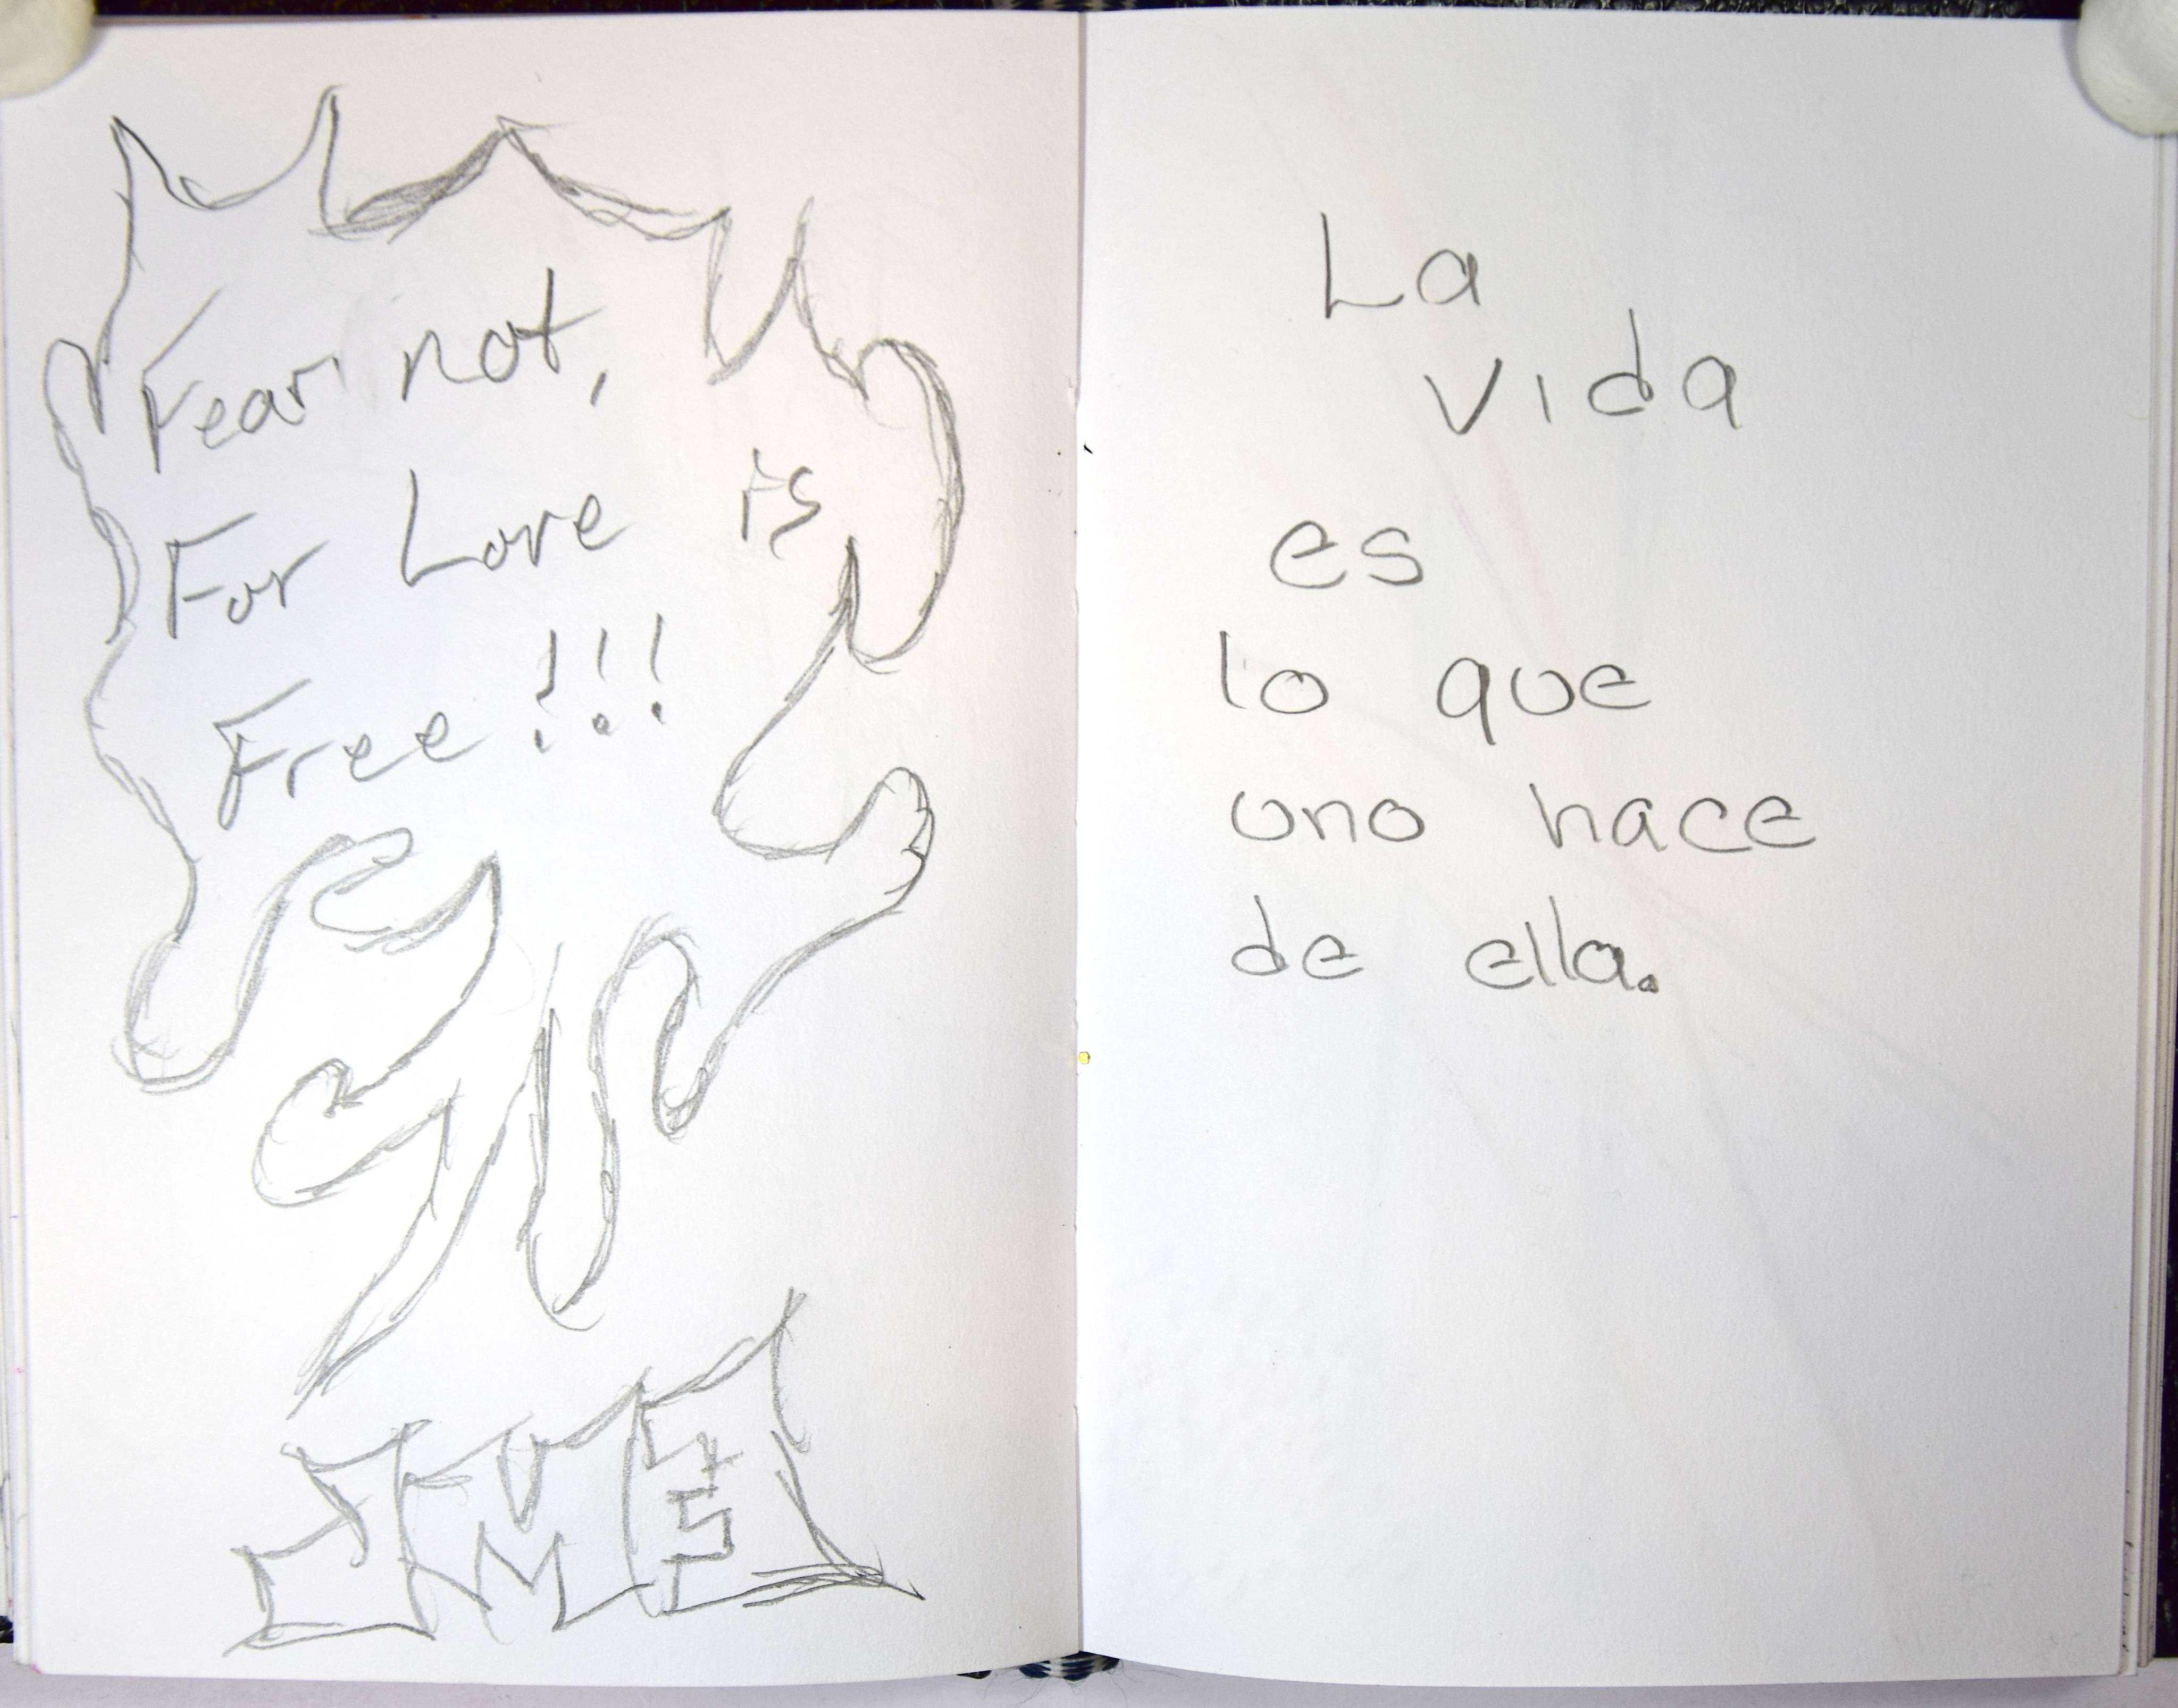 Fear not,
For Love is
Free!!!
La
vida
es
lo que
uno hace
de ella.